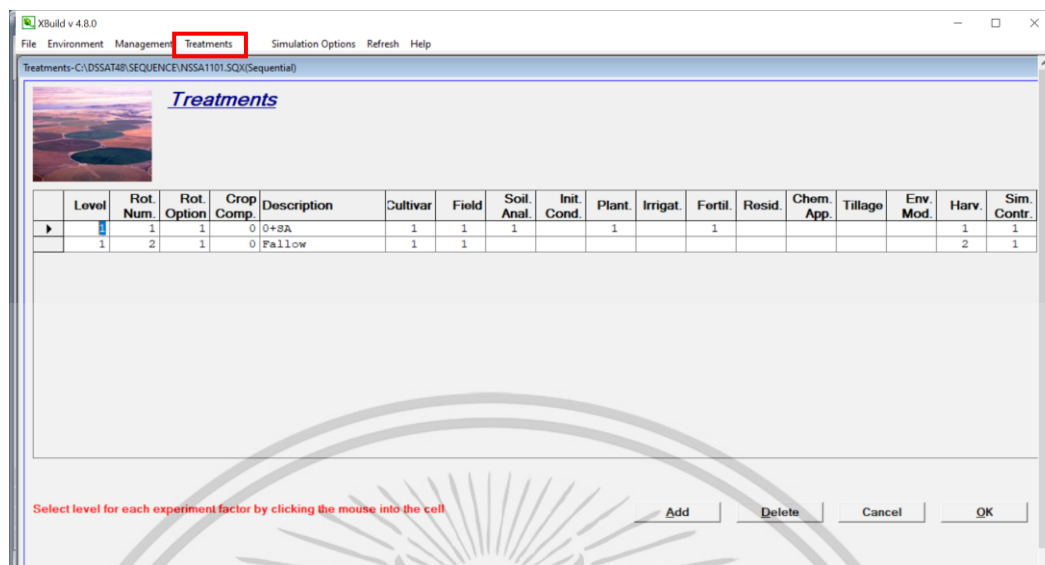 XBuild v 4.8.0
File Environment Management Treatments Simulation Options Refresh Help
Treatments-C:\DSSAT48\SEQUENCE\NSSA1101.SQX(Sequential)
Treatments
Level Rot. Num. Rot. Option Crop Comp. Description Cultivar Field Soil. Anal. Init. Cond. Plant. Irrigat. Fertil. Resid. Chem. App. Tillage Env. Mod. Harv. Sim. Contr.
1 1 1 0 0+SA 1 1 1 1 1 1 1
1 2 1 0 Fallow 1 1 2 1
Select level for each experiment factor by clicking the mouse into the cell
Add Delete Cancel OK